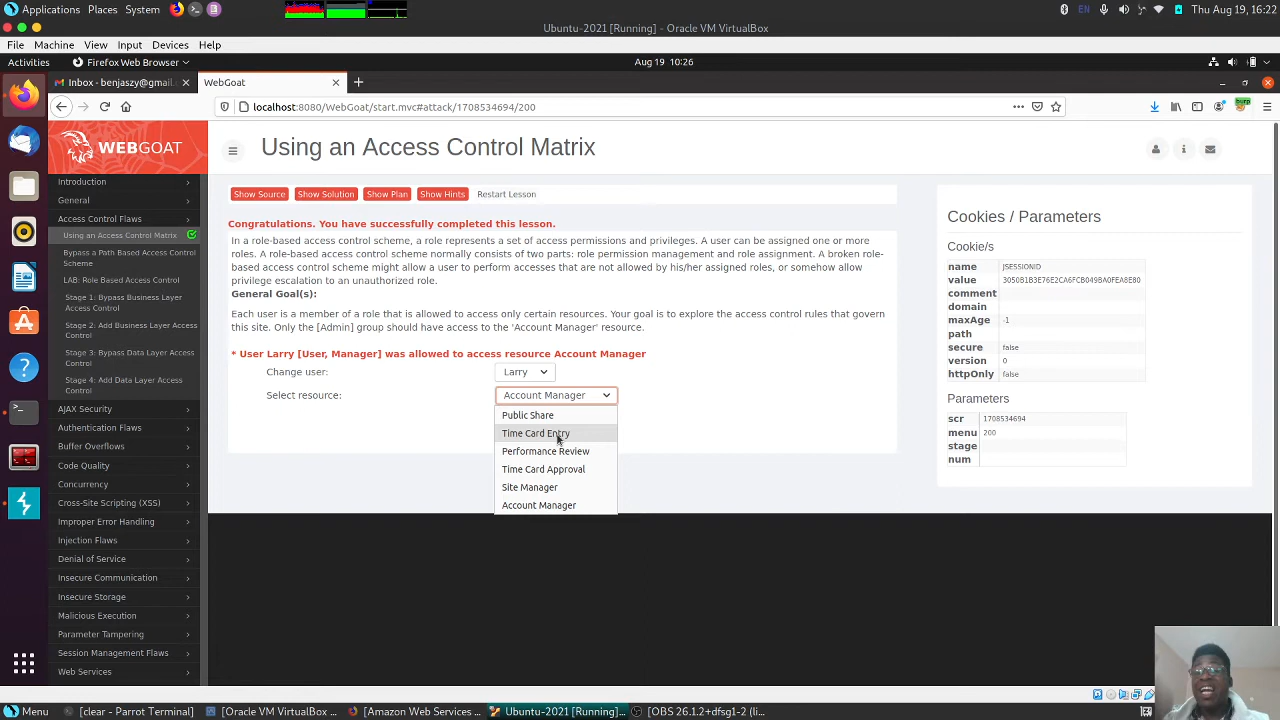 Applications Places System Thu Aug 19, 16:22
EN
Ubuntu-2021 [Running] - Oracle VM VirtualBox
File Machine View Input Devices Help
Activities Firefox Web Browser Aug 19 10:26
Inbox - benjaszy@gmail.c WebGoat
localhost:8080/WebGoat/start.mvc#attack/1708534694/200
burp
WEBGOAT
Using an Access Control Matrix
Introduction
General
Access Control Flaws
Using an Access Control Matrix
Bypass a Path Based Access Control
Scheme
LAB: Role Based Access Control
Stage 1: Bypass Business Layer
Access Control
Stage 2: Add Business Layer Access
Control
Stage 3: Bypass Data Layer Access
Control
Stage 4: Add Data Layer Access
Control
AJAX Security
Authentication Flaws
Buffer Overflows
Code Quality
Concurrency
Cross-Site Scripting (XSS)
Improper Error Handling
Injection Flaws
Denial of Service
Insecure Communication
Insecure Storage
Malicious Execution
Parameter Tampering
Session Management Flaws
Web Services
Show Source Show Solution Show Plan Show Hints Restart Lesson
Congratulations. You have successfully completed this lesson.
In a role-based access control scheme, a role represents a set of access permissions and privileges. A user can be assigned one or more
roles. A role-based access control scheme normally consists of two parts: role permission management and role assignment. A broken role-
based access control scheme might allow a user to perform accesses that are not allowed by his/her assigned roles, or somehow allow
privilege escalation to an unauthorized role.
General Goal(s):
Each user is a member of a role that is allowed to access only certain resources. Your goal is to explore the access control rules that govern
this site. Only the [Admin] group should have access to the 'Account Manager' resource.
* User Larry [User, Manager] was allowed to access resource Account Manager
Change user: Larry
Select resource: Account Manager
Public Share
Time Card Entry
Performance Review
Time Card Approval
Site Manager
Account Manager
Cookies / Parameters
Cookie/s
name JSESSIONID
value 3050B1B3E76E2CA6FCB049BA0FEA8E80
comment
domain
maxAge -1
path
secure false
version 0
httpOnly false
Parameters
scr 1708534694
menu 200
stage
num
Menu [clear - Parrot Terminal] [Oracle VM VirtualBox ... [Amazon Web Services ... Ubuntu-2021 [Running]... [OBS 26.1.2+dfsg1-2 (li...